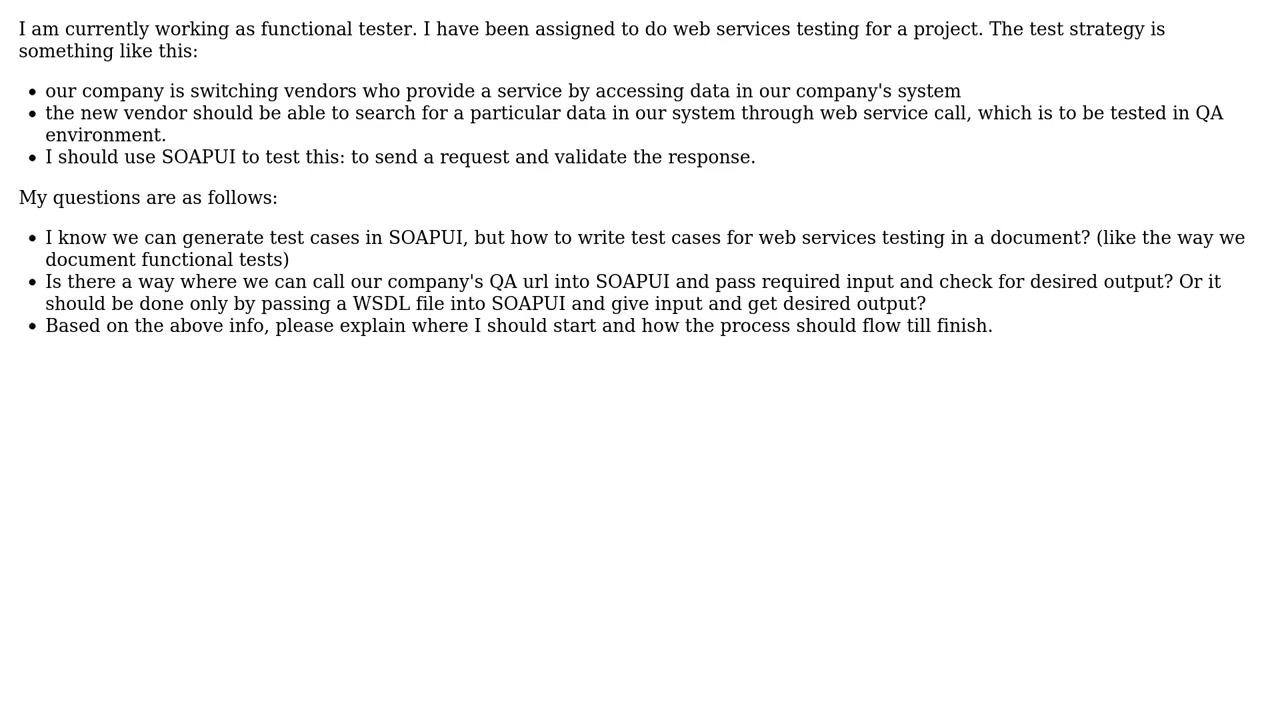 I am currently working as functional tester. I have been assigned to do web services testing for a project. The test strategy is
something like this:
• our company is switching vendors who provide a service by accessing data in our company's system
• the new vendor should be able to search for a particular data in our system through web service call, which is to be tested in QA
environment.
• I should use SOAPUI to test this: to send a request and validate the response.
My questions are as follows:
• I know we can generate test cases in SOAPUI, but how to write test cases for web services testing in a document? (like the way we
document functional tests)
• Is there a way where we can call our company's QA url into SOAPUI and pass required input and check for desired output? Or it
should be done only by passing a WSDL file into SOAPUI and give input and get desired output?
• Based on the above info, please explain where I should start and how the process should flow till finish.